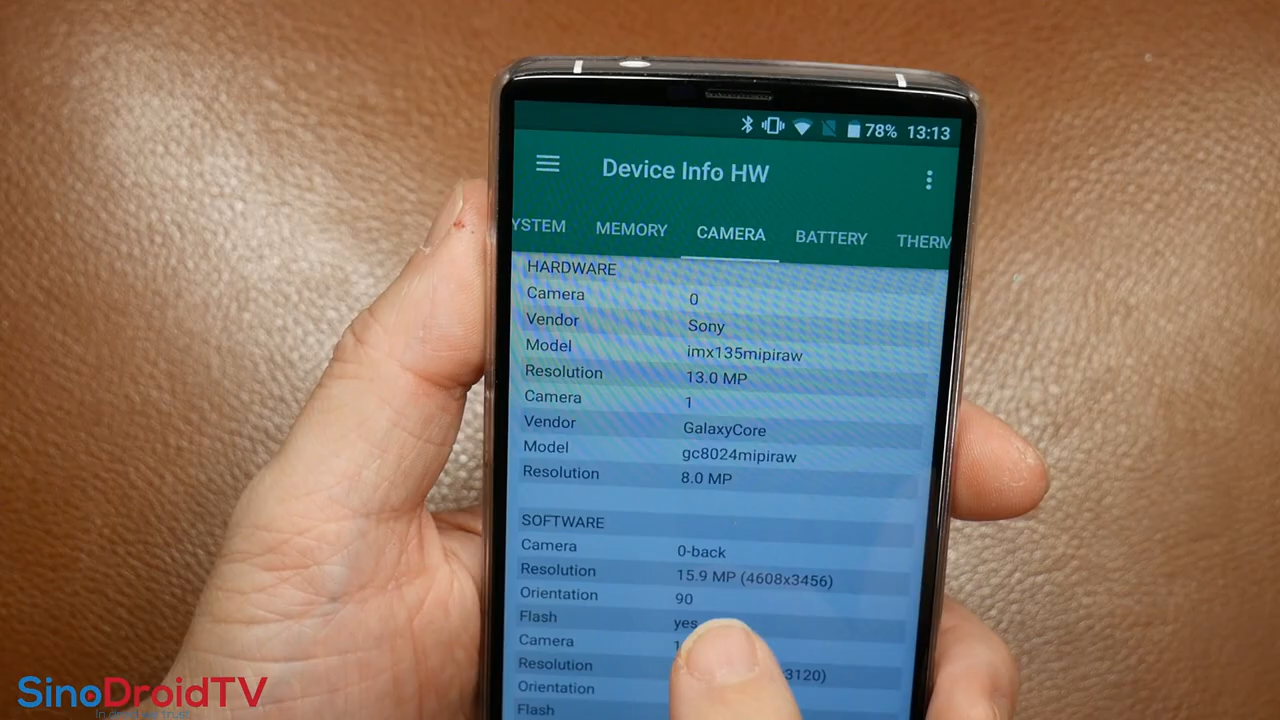 78% 13:13
Device Info HW
YSTEM MEMORY CAMERA BATTERY THERM
HARDWARE
Camera 0
Vendor Sony
Model imx135mipiraw
Resolution 13.0 MP
Camera 1
Vendor GalaxyCore
Model gc8024mipiraw
Resolution 8.0 MP
SOFTWARE
Camera 0-back
Resolution 15.9 MP (4608x3456)
Orientation 90
Flash yes
Camera 1
Resolution 3120)
Orientation
Flash
SinoDroidTV